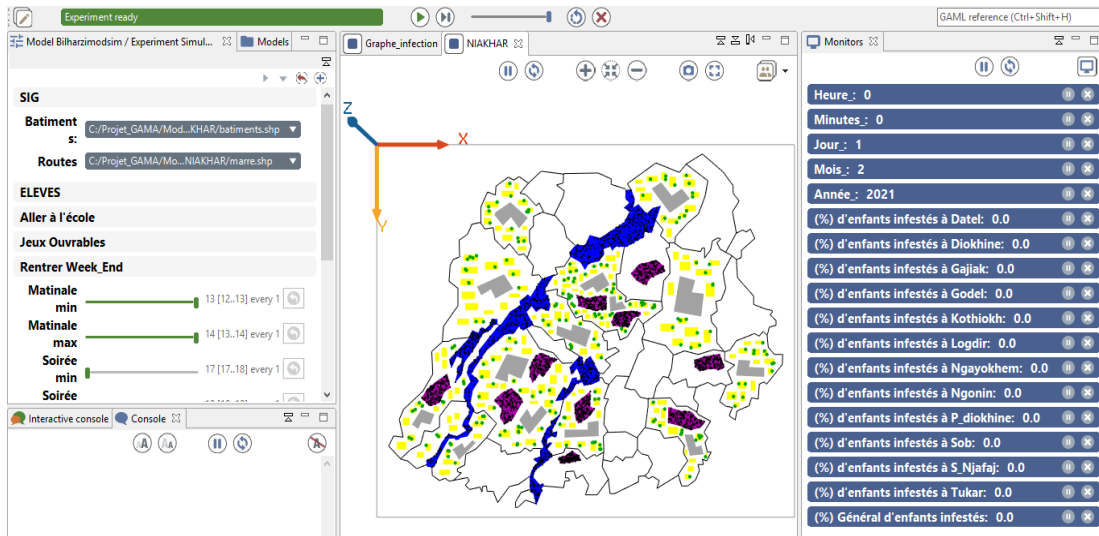 Experiment ready
GAML reference (Ctrl+Shift+H)
Model Bilharzimodsim / Experiment Simul...
Models
SIG
Batiments:
C:/Projet_GAMA/Mod...KHAR/batiments.shp
Routes
C:/Projet_GAMA/Mo...NIAKHAR/marre.shp
ELEVES
Aller à l'école
Jeux Ouvrables
Rentrer Week_End
Matinale min
13 [12..13] every 1
Matinale max
14 [13..14] every 1
Soirée min
17 [17..18] every 1
Soirée
Interactive console
Console
A
AA
A
Graphe_infection
NIAKHAR
Z
X
Y
Monitors
Heure_: 0
Minutes_: 0
Jour_: 1
Mois_: 2
Année_: 2021
(%) d'enfants infestés à Datel: 0.0
(%) d'enfants infestés à Diokhine: 0.0
(%) d'enfants infestés à Gajiak: 0.0
(%) d'enfants infestés à Godel: 0.0
(%) d'enfants infestés à Kothiokh: 0.0
(%) d'enfants infestés à Logdir: 0.0
(%) d'enfants infestés à Ngayokhem: 0.0
(%) d'enfants infestés à Ngonin: 0.0
(%) d'enfants infestés à P_diokhine: 0.0
(%) d'enfants infestés à Sob: 0.0
(%) d'enfants infestés à S_Njafaj: 0.0
(%) d'enfants infestés à Tukar: 0.0
(%) Général d'enfants infestés: 0.0